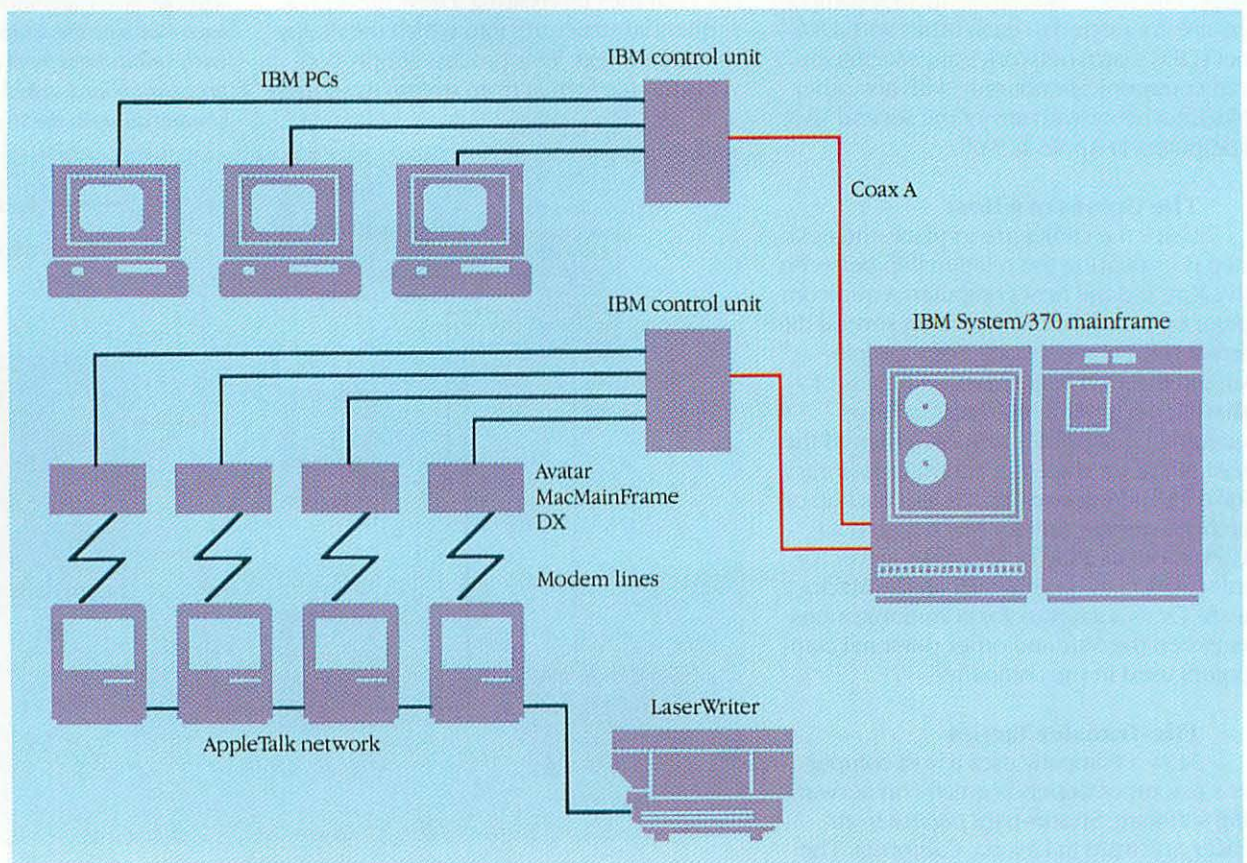 IBM control unit
IBM PCs
Coax A
IBM control unit
IBM System/370 mainframe
Avatar
MacMainFrame
DX
Modem lines
LaserWriter
AppleTalk network